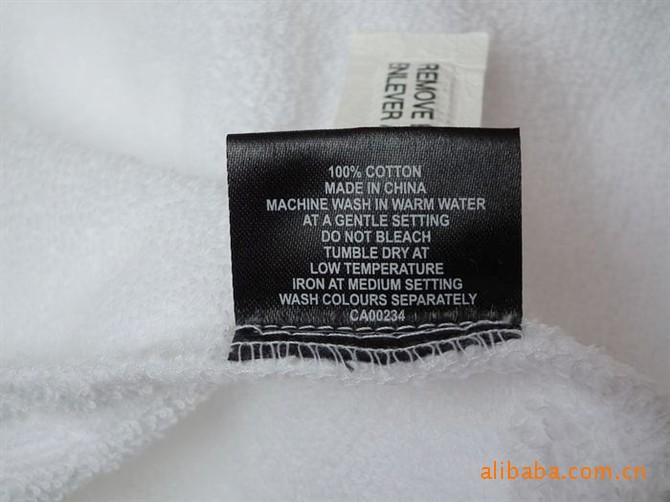 REMOVE
ENLEVER
100% COTTON
MADE IN CHINA
MACHINE WASH IN WARM WATER
AT A GENTLE SETTING
DO NOT BLEACH
TUMBLE DRY AT
LOW TEMPERATURE
IRON AT MEDIUM SETTING
WASH COLOURS SEPARATELY
CA00234
alibaba.com.cn